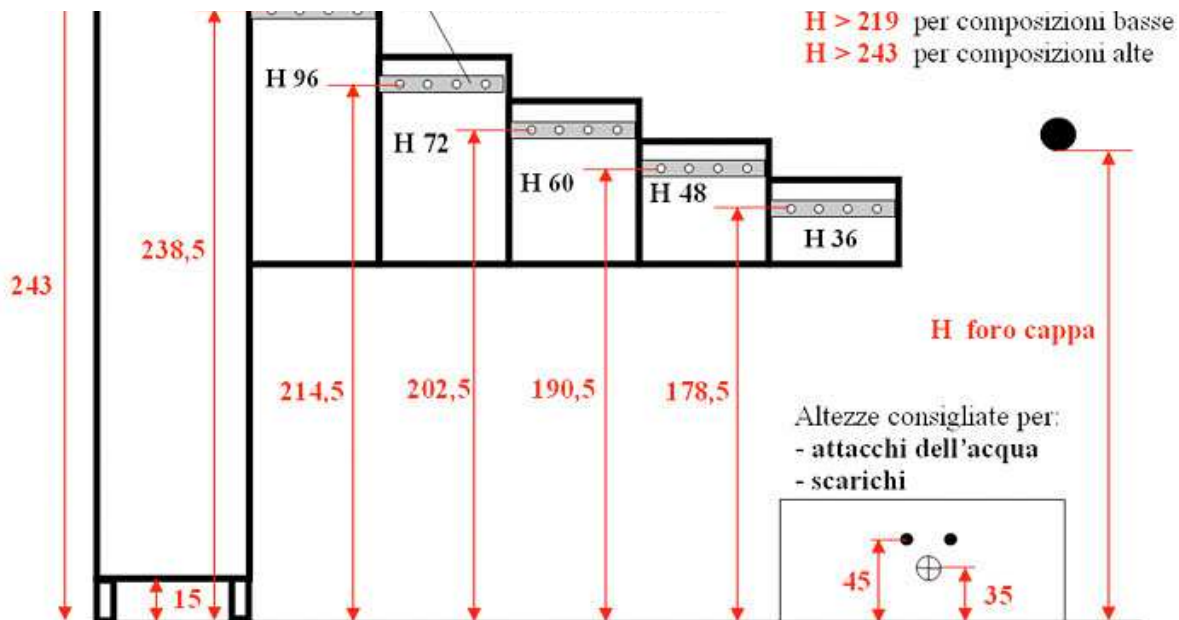 H > 219 per composizioni basse
H > 243 per composizioni alte
H 96
H 72
H 60
H 48
H 36
238,5
243
H foro cappa
214,5
202,5
190,5
178,5
Altezze consigliate per:
- attacchi dell'acqua
- scarichi
45
35
15